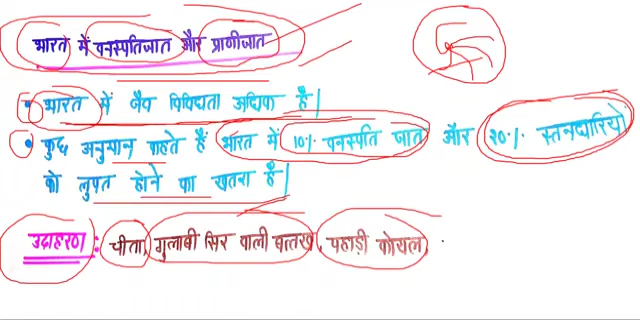 भारत में वनस्पतिजात और प्राणीजात
• भारत में जैव विविधता अधिक है।
• कुछ अनुमान कहते हैं भारत में 10% वनस्पति जात और 20% स्तनधारियों
को लुप्त होने का खतरा है।
उदाहरण : चीता, गुलाबी सिर वाली बत्तख, पहाड़ी कोयल